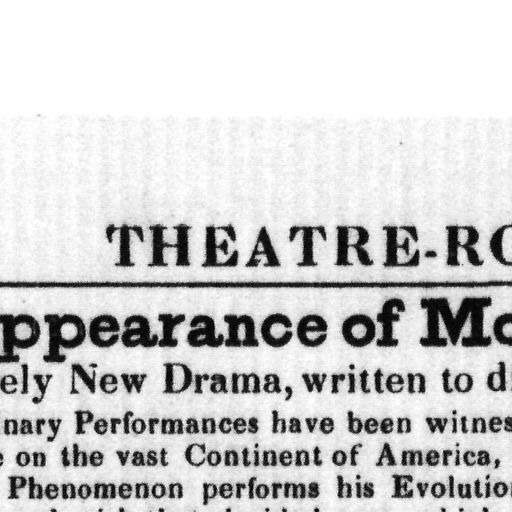 THEATRE-RO
ppearance of Mo
ely New Drama, written to di
nary Performances have been witnes
e on the vast Continent of America,
Phenomenon performs his Evolutio